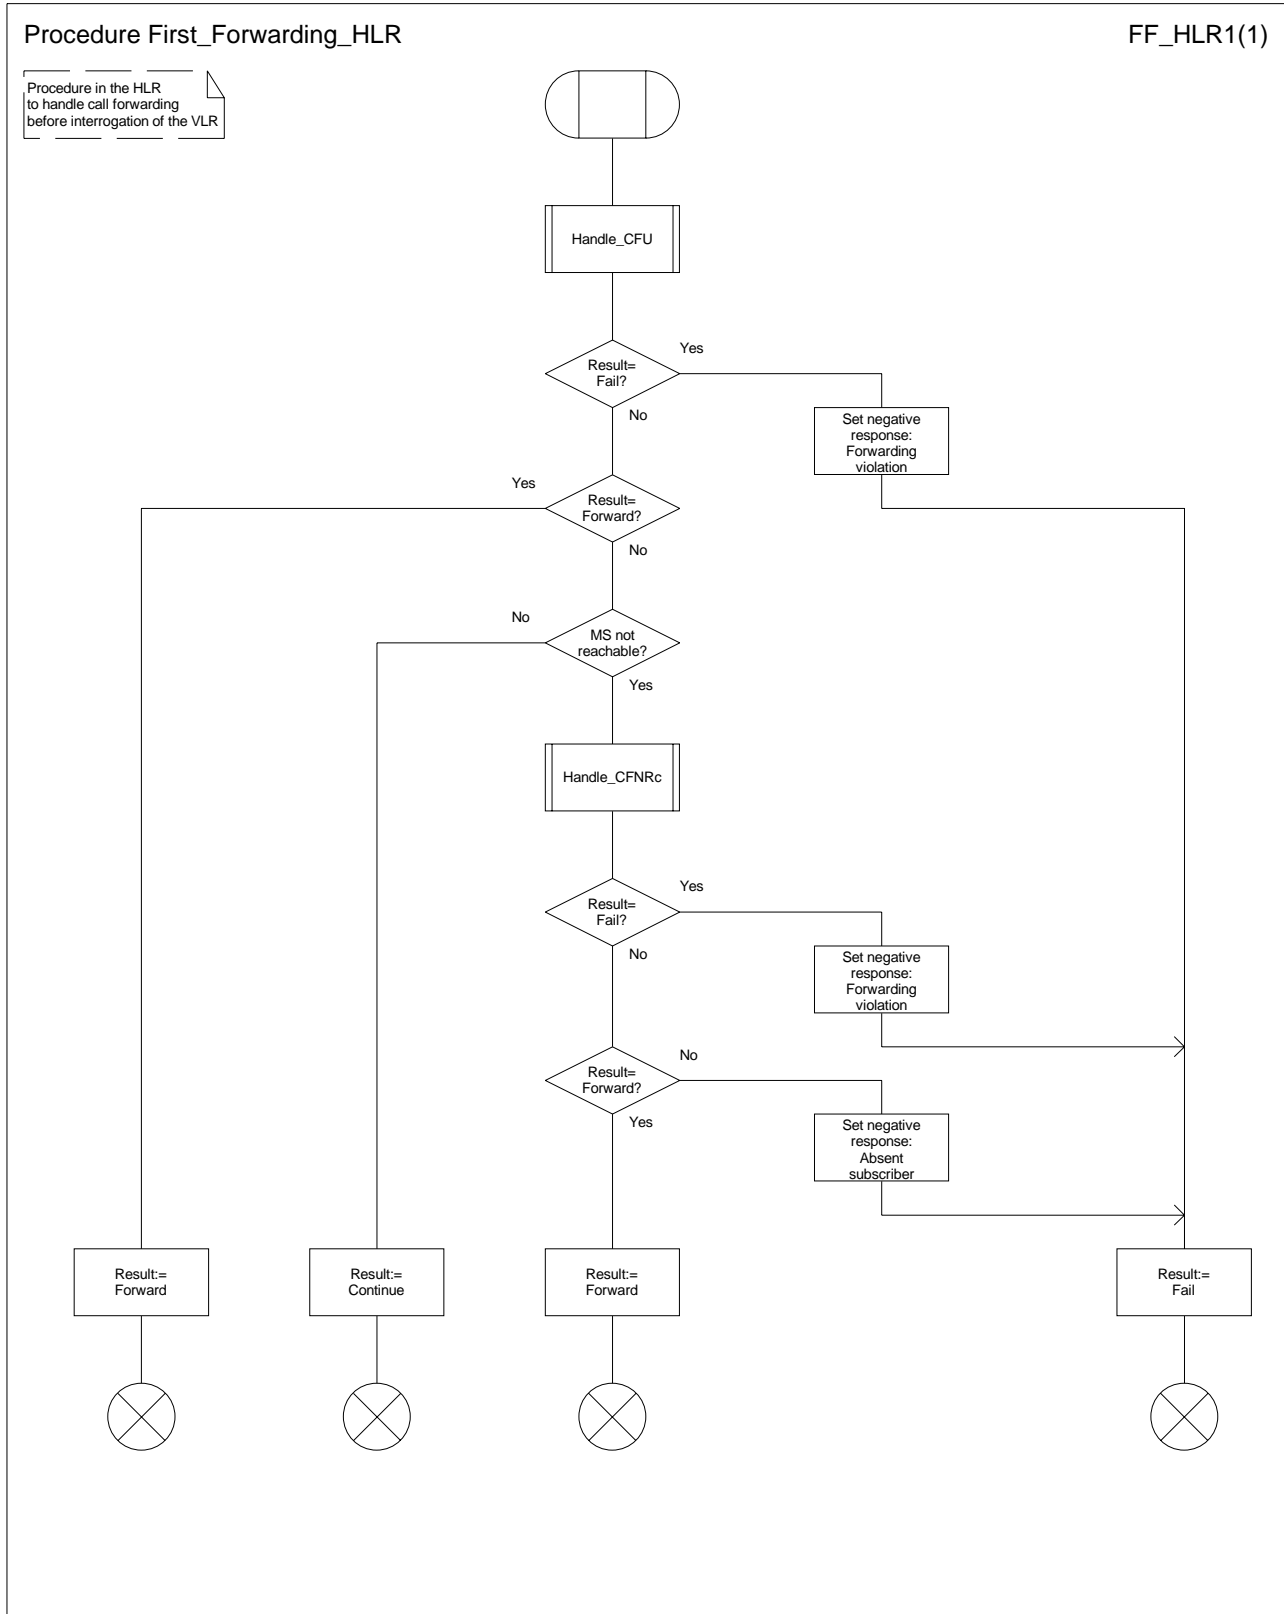 Procedure First_Forwarding_HLR
FF_HLR1(1)
Procedure in the HLR
to handle call forwarding
before interrogation of the VLR
Handle_CFU
Result=
Fail?
Yes
No
Set negative
response:
Forwarding
violation
Result=
Forward?
Yes
No
MS not
reachable?
No
Yes
Handle_CFNRc
Result=
Fail?
Yes
No
Set negative
response:
Forwarding
violation
Result=
Forward?
No
Yes
Set negative
response:
Absent
subscriber
Result:=
Forward
Result:=
Continue
Result:=
Forward
Result:=
Fail